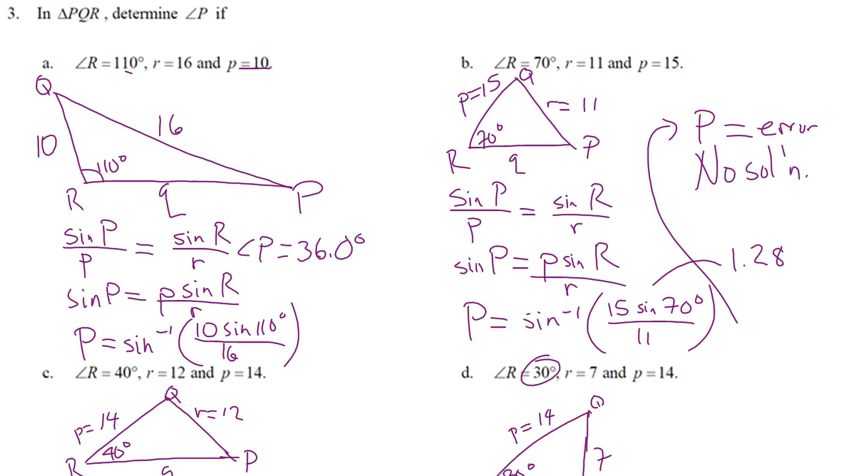 3. In ΔPQR, determine ∠P if
a. ∠R = 110°, r = 16 and p = 10.
Q
16
10
110°
R
q
P
sin P / p = sin R / r
∠P = 36.0°
sin P = p sin R / r
P = sin⁻¹ (10 sin 110° / 16)
b. ∠R = 70°, r = 11 and p = 15.
Q
p=15
r = 11
70°
R
q
P
P = error
No sol'n.
sin P / P = sin R / r
sin P = p sin R / r
1.28
P = sin⁻¹ (15 sin 70° / 11)
c. ∠R = 40°, r = 12 and p = 14.
Q
p = 14
r = 12
40°
R
P
d. ∠R = 30°, r = 7 and p = 14.
Q
p = 14
7